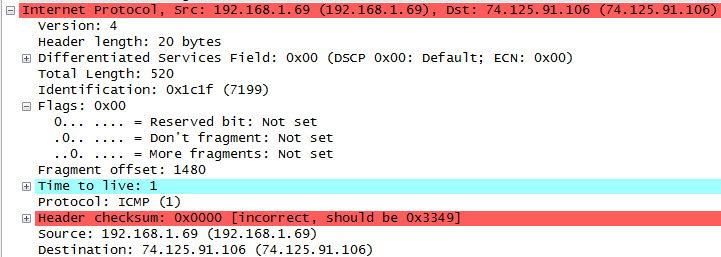 Internet Protocol, Src: 192.168.1.69 (192.168.1.69), Dst: 74.125.91.106 (74.125.91.106)
Version: 4
Header length: 20 bytes
Differentiated Services Field: 0x00 (DSCP 0x00: Default; ECN: 0x00)
Total Length: 520
Identification: 0x1c1f (7199)
Flags: 0x00
0... .... = Reserved bit: Not set
.0.. .... = Don't fragment: Not set
..0. .... = More fragments: Not set
Fragment offset: 1480
Time to live: 1
Protocol: ICMP (1)
Header checksum: 0x0000 [incorrect, should be 0x3349]
Source: 192.168.1.69 (192.168.1.69)
Destination: 74.125.91.106 (74.125.91.106)